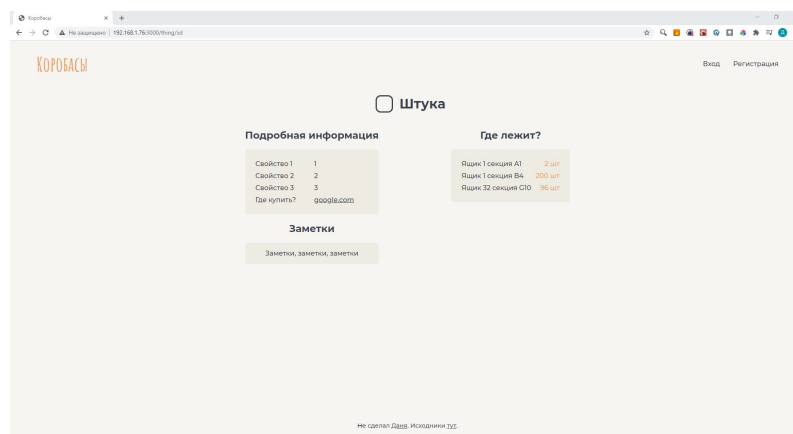 Коробасы
Не защищено | 192.168.1.76:3000/thing/id
Коробасы
Вход Регистрация
Штука
Подробная информация
Свойство 1 1
Свойство 2 2
Свойство 3 3
Где купить? google.com
Заметки
Заметки, заметки, заметки
Где лежит?
Ящик 1 секция A1 2 шт
Ящик 1 секция B4 200 шт
Ящик 32 секция G10 96 шт
Не сделал Даня. Исходники тут.